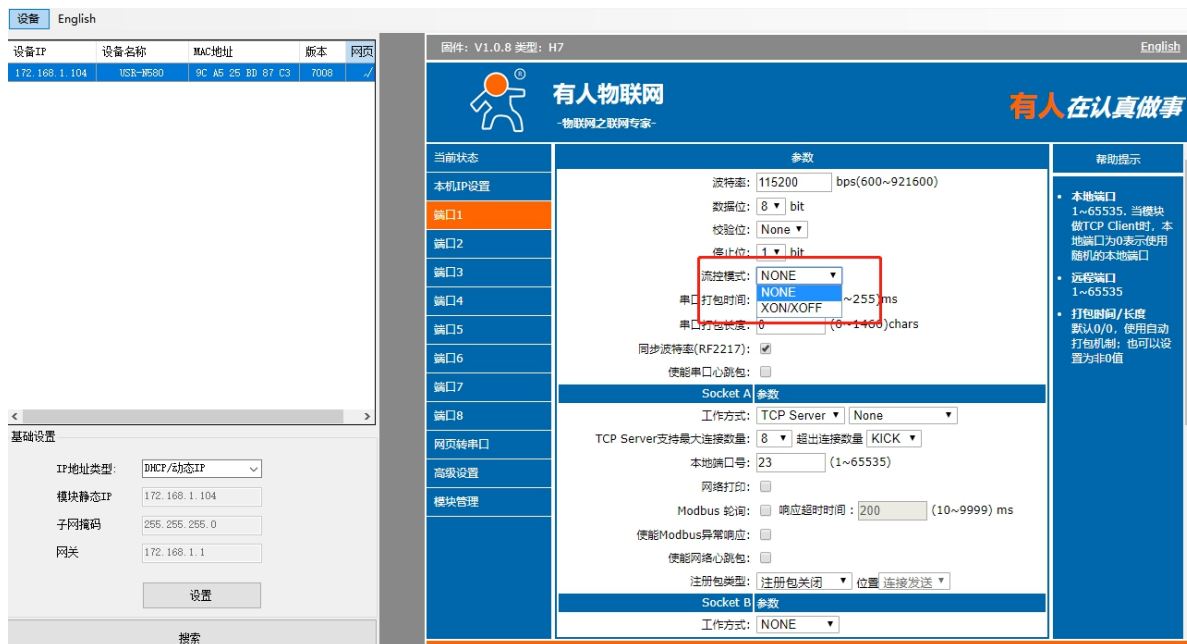 设备 English
设备IP 设备名称 MAC地址 版本 网页
172.168.1.104 USR-N580 9C A5 25 BD 87 C3 7008 √
基础设置
IP地址类型: DHCP/动态IP
模块静态IP 172.168.1.104
子网掩码 255.255.255.0
网关 172.168.1.1
设置
搜索
固件: V1.0.8 类型: H7 English
®
有人物联网
-物联网之联网专家-
有人在认真做事
当前状态
本机IP设置
端口1
端口2
端口3
端口4
端口5
端口6
端口7
端口8
网页转串口
高级设置
模块管理
参数
波特率: 115200 bps(600~921600)
数据位: 8 bit
校验位: None
停止位: 1 bit
流控模式: NONE
NONE
XON/XOFF
串口打包时间: ~255)ms
串口打包长度: 0 (0~1460)chars
同步波特率(RF2217):
使能串口心跳包:
Socket A 参数
工作方式: TCP Server None
TCP Server支持最大连接数量: 8 超出连接数量 KICK
本地端口号: 23 (1~65535)
网络打印:
Modbus 轮询: 响应超时时间 : 200 (10~9999) ms
使能Modbus异常响应:
使能网络心跳包:
注册包类型: 注册包关闭 位置 连接发送
Socket B 参数
工作方式: NONE
帮助提示
• 本地端口
1~65535. 当模块
做TCP Client时，本
地端口为0表示使用
随机的本地端口
• 远程端口
1~65535
• 打包时间/长度
默认0/0，使用自动
打包机制；也可以设
置为非0值